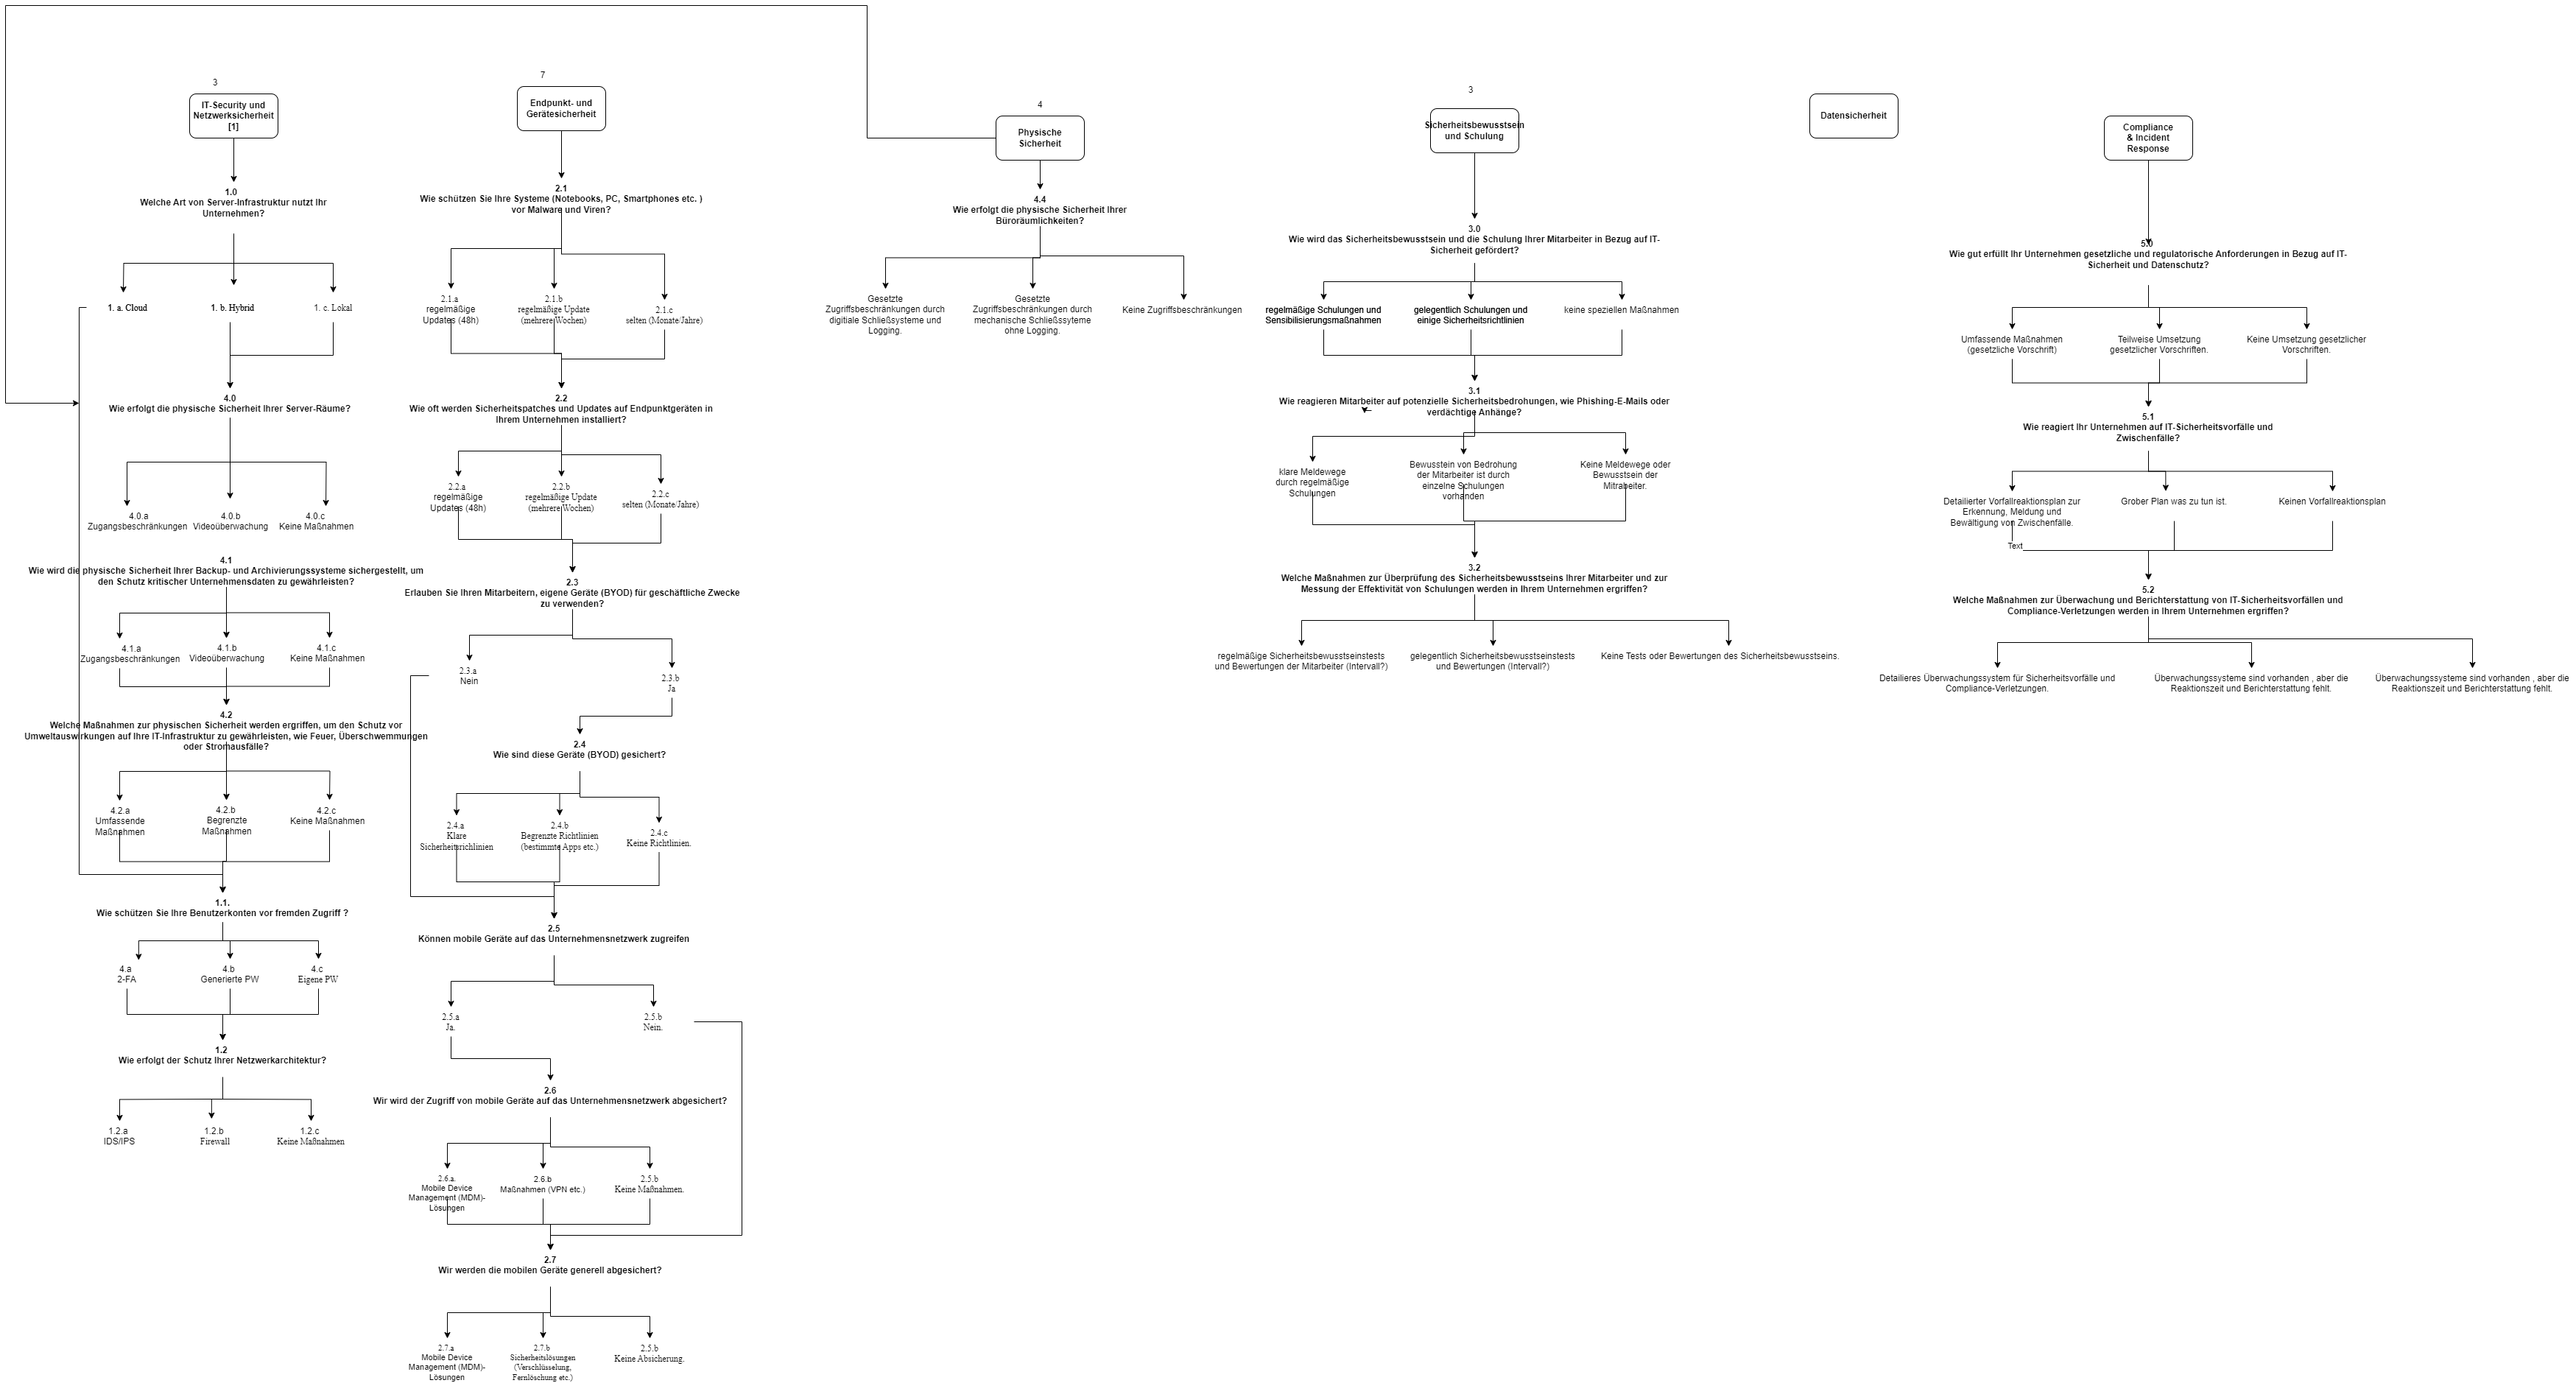 3
IT-Security und
Netzwerksicherheit
[1]
1.0
Welche Art von Server-Infrastruktur nutzt Ihr
Unternehmen?
1. a. Cloud
1. b. Hybrid
1. c. Lokal
4.0
Wie erfolgt die physische Sicherheit Ihrer Server-Räume?
4.0.a
Zugangsbeschränkungen
4.0.b
Videoüberwachung
4.0.c
Keine Maßnahmen
4.1
Wie wird die physische Sicherheit Ihrer Backup- und Archivierungssysteme sichergestellt, um
den Schutz kritischer Unternehmensdaten zu gewährleisten?
4.1.a
Zugangsbeschränkungen
4.1.b
Videoüberwachung
4.1.c
Keine Maßnahmen
4.2
Welche Maßnahmen zur physischen Sicherheit werden ergriffen, um den Schutz vor
Umweltauswirkungen auf Ihre IT-Infrastruktur zu gewährleisten, wie Feuer, Überschwemmungen
oder Stromausfälle?
4.2.a
Umfassende
Maßnahmen
4.2.b
Begrenzte
Maßnahmen
4.2.c
Keine Maßnahmen
1.1.
Wie schützen Sie Ihre Benutzerkonten vor fremden Zugriff ?
4.a
2-FA
4.b
Generierte PW
4.c
Eigene PW
1.2
Wie erfolgt der Schutz Ihrer Netzwerkarchitektur?
1.2.a
IDS/IPS
1.2.b
Firewall
1.2.c
Keine Maßnahmen
7
Endpunkt- und
Gerätesicherheit
2.1
Wie schützen Sie Ihre Systeme (Notebooks, PC, Smartphones etc. )
vor Malware und Viren?
2.1.a
regelmäßige
Updates (48h)
2.1.b
regelmäßige Update
(mehrere Wochen)
2.1.c
selten (Monate/Jahre)
2.2
Wie oft werden Sicherheitspatches und Updates auf Endpunktgeräten in
Ihrem Unternehmen installiert?
2.2.a
regelmäßige
Updates (48h)
2.2.b
regelmäßige Update
(mehrere Wochen)
2.2.c
selten (Monate/Jahre)
2.3
Erlauben Sie Ihren Mitarbeitern, eigene Geräte (BYOD) für geschäftliche Zwecke
zu verwenden?
2.3.a
Nein
2.3.b
Ja
2.4
Wie sind diese Geräte (BYOD) gesichert?
2.4.a
Klare
Sicherheitsrichlinien
2.4.b
Begrenzte Richtlinien
(bestimmte Apps etc.)
2.4.c
Keine Richtlinien.
2.5
Können mobile Geräte auf das Unternehmensnetzwerk zugreifen
2.5.a
Ja.
2.5.b
Nein.
2.6
Wir wird der Zugriff von mobile Geräte auf das Unternehmensnetzwerk abgesichert?
2.6.a.
Mobile Device
Management (MDM)-
Lösungen
2.6.b
Maßnahmen (VPN etc.)
2.5.b
Keine Maßnahmen.
2.7
Wir werden die mobilen Geräte generell abgesichert?
2.7.a
Mobile Device
Management (MDM)-
Lösungen
2.7.b
Sicherheitslösungen
(Verschlüsselung,
Fernlöschung etc.)
2.5.b
Keine Absicherung.
4
Physische
Sicherheit
4.4
Wie erfolgt die physische Sicherheit Ihrer
Büroräumlichkeiten?
Gesetzte
Zugriffsbeschränkungen durch
digitiale Schließsysteme und
Logging.
Gesetzte
Zugriffsbeschränkungen durch
mechanische Schließssyteme
ohne Logging.
Keine Zugriffsbeschränkungen
3
Sicherheitsbewusstsein
und Schulung
3.0
Wie wird das Sicherheitsbewusstsein und die Schulung Ihrer Mitarbeiter in Bezug auf IT-
Sicherheit gefördert?
regelmäßige Schulungen und
Sensibilisierungsmaßnahmen
gelegentlich Schulungen und
einige Sicherheitsrichtlinien
keine speziellen Maßnahmen
3.1
Wie reagieren Mitarbeiter auf potenzielle Sicherheitsbedrohungen, wie Phishing-E-Mails oder
verdächtige Anhänge?
klare Meldewege
durch regelmäßige
Schulungen
Bewusstein von Bedrohung
der Mitarbeiter ist durch
einzelne Schulungen
vorhanden
Keine Meldewege oder
Bewusstsein der
Mitrabeiter.
3.2
Welche Maßnahmen zur Überprüfung des Sicherheitsbewusstseins Ihrer Mitarbeiter und zur
Messung der Effektivität von Schulungen werden in Ihrem Unternehmen ergriffen?
regelmäßige Sicherheitsbewusstseinstests
und Bewertungen der Mitarbeiter (Intervall?)
gelegentlich Sicherheitsbewusstseinstests
und Bewertungen (Intervall?)
Keine Tests oder Bewertungen des Sicherheitsbewusstseins.
Datensicherheit
Compliance
& Incident
Response
5.0
Wie gut erfüllt Ihr Unternehmen gesetzliche und regulatorische Anforderungen in Bezug auf IT-
Sicherheit und Datenschutz?
Umfassende Maßnahmen
(gesetzliche Vorschrift)
Teilweise Umsetzung
gesetzlicher Vorschriften.
Keine Umsetzung gesetzlicher
Vorschriften.
5.1
Wie reagiert Ihr Unternehmen auf IT-Sicherheitsvorfälle und
Zwischenfälle?
Detailierter Vorfallreaktionsplan zur
Erkennung, Meldung und
Bewältigung von Zwischenfälle.
Grober Plan was zu tun ist.
Keinen Vorfallreaktionsplan
Text
5.2
Welche Maßnahmen zur Überwachung und Berichterstattung von IT-Sicherheitsvorfällen und
Compliance-Verletzungen werden in Ihrem Unternehmen ergriffen?
Detailieres Überwachungssystem für Sicherheitsvorfälle und
Compliance-Verletzungen.
Überwachungssysteme sind vorhanden , aber die
Reaktionszeit und Berichterstattung fehlt.
Überwachungssysteme sind vorhanden , aber die
Reaktionszeit und Berichterstattung fehlt.